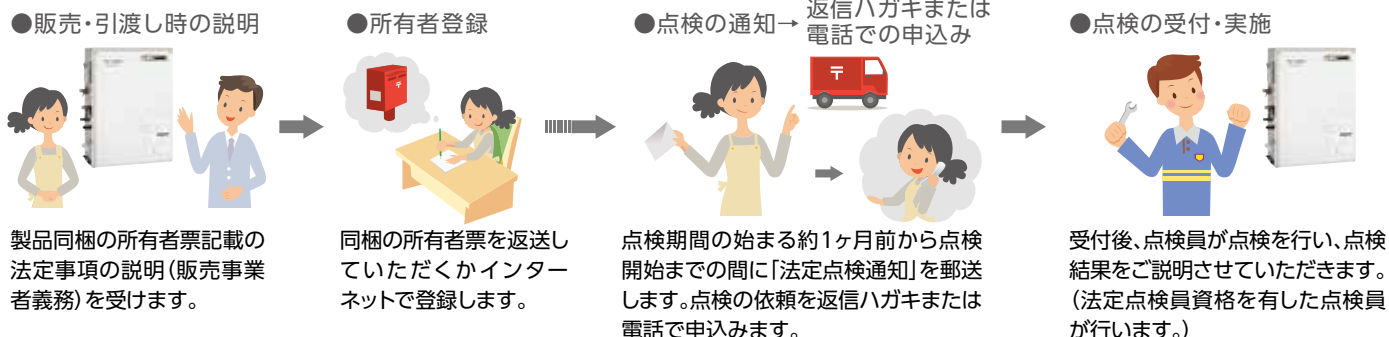 ●販売・引渡し時の説明
製品同梱の所有者票記載の
法定事項の説明(販売事業
者義務)を受けます。
●所有者登録
〒
同梱の所有者票を返送し
ていただくかインター
ネットで登録します。
●点検の通知→
返信ハガキまたは
電話での申込み
〒
点検期間の始まる約1ヶ月前から点検
開始までの間に「法定点検通知」を郵送
します。点検の依頼を返信ハガキまたは
電話で申込みます。
●点検の受付・実施
受付後、点検員が点検を行い、点検
結果をご説明させていただきます。
(法定点検員資格を有した点検員
が行います。)